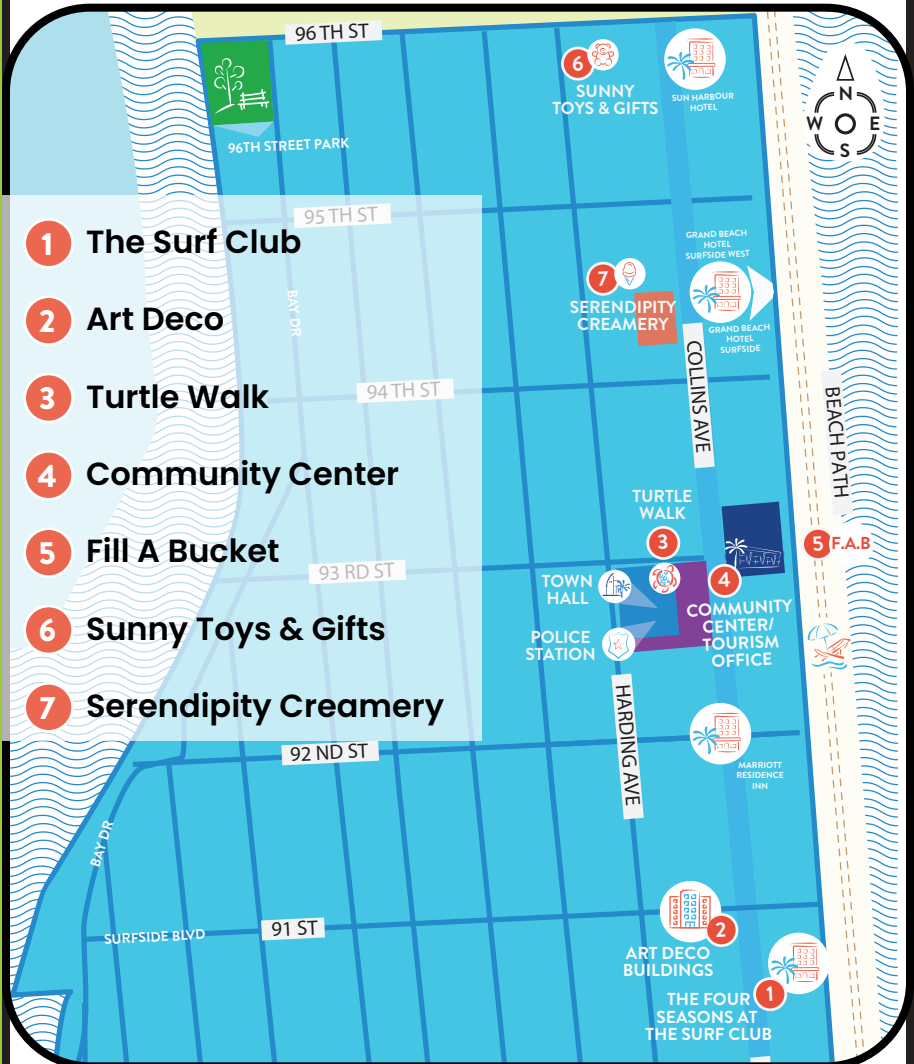 96 TH ST
6
SUNNY
TOYS & GIFTS
SUN HARBOUR
HOTEL
N
W
E
S
96TH STREET PARK
95 TH ST
1
The Surf Club
GRAND BEACH
HOTEL
SURFSIDE WEST
7
SERENDIPITY
CREAMERY
GRAND BEACH
HOTEL
SURFSIDE
BAY DR
2
Art Deco
COLLINS AVE
94 TH ST
3
Turtle Walk
BEACH PATH
4
Community Center
TURTLE
WALK
3
5
Fill A Bucket
5
F.A.B
93 RD ST
TOWN
HALL
4
COMMUNITY
CENTER/
TOURISM
OFFICE
6
Sunny Toys & Gifts
POLICE
STATION
7
Serendipity Creamery
HARDING AVE
92 ND ST
MARRIOTT
RESIDENCE
INN
BAY DR
SURFSIDE BLVD
91 ST
2
ART DECO
BUILDINGS
1
THE FOUR
SEASONS AT
THE SURF CLUB